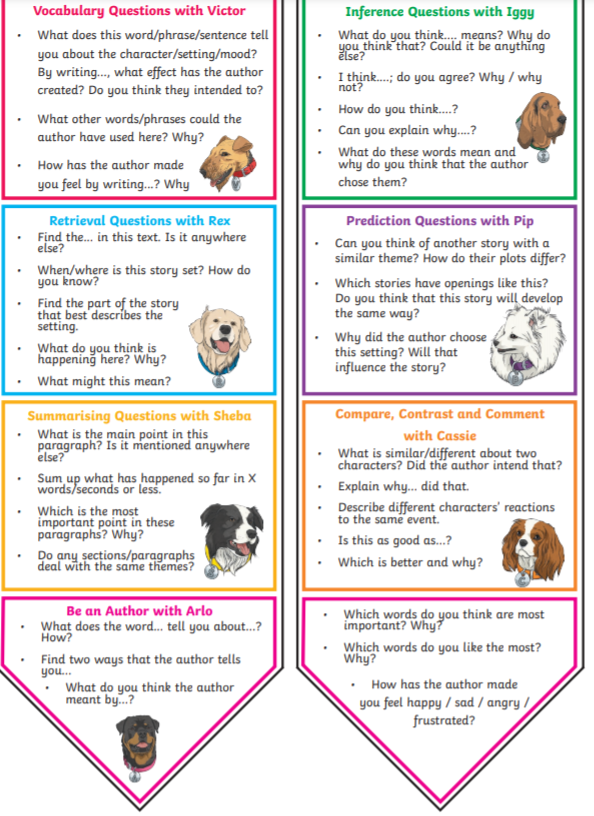 Vocabulary Questions with Victor
• What does this word/phrase/sentence tell
you about the character/setting/mood?
By writing..., what effect has the author
created? Do you think they intended to?
• What other words/phrases could the
author have used here? Why?
• How has the author made
you feel by writing...? Why
Retrieval Questions with Rex
• Find the... in this text. Is it anywhere
else?
• When/where is this story set? How do
you know?
• Find the part of the story
that best describes the
setting.
• What do you think is
happening here? Why?
• What might this mean?
Summarising Questions with Sheba
• What is the main point in this
paragraph? Is it mentioned anywhere
else?
• Sum up what has happened so far in X
words/seconds or less.
• Which is the most
important point in these
paragraphs? Why?
• Do any sections/paragraphs
deal with the same themes?
Be an Author with Arlo
• What does the word... tell you about...?
How?
• Find two ways that the author tells
you...
• What do you think the author
meant by...?
Inference Questions with Iggy
• What do you think.... means? Why do
you think that? Could it be anything
else?
• I think....; do you agree? Why / why
not?
• How do you think....?
• Can you explain why....?
• What do these words mean and
why do you think that the author
chose them?
Prediction Questions with Pip
• Can you think of another story with a
similar theme? How do their plots differ?
• Which stories have openings like this?
Do you think that this story will develop
the same way?
• Why did the author choose
this setting? Will that
influence the story?
Compare, Contrast and Comment
with Cassie
• What is similar/different about two
characters? Did the author intend that?
• Explain why... did that.
• Describe different characters' reactions
to the same event.
• Is this as good as...?
• Which is better and why?
• Which words do you think are most
important? Why?
• Which words do you like the most?
Why?
• How has the author made
you feel happy / sad / angry /
frustrated?